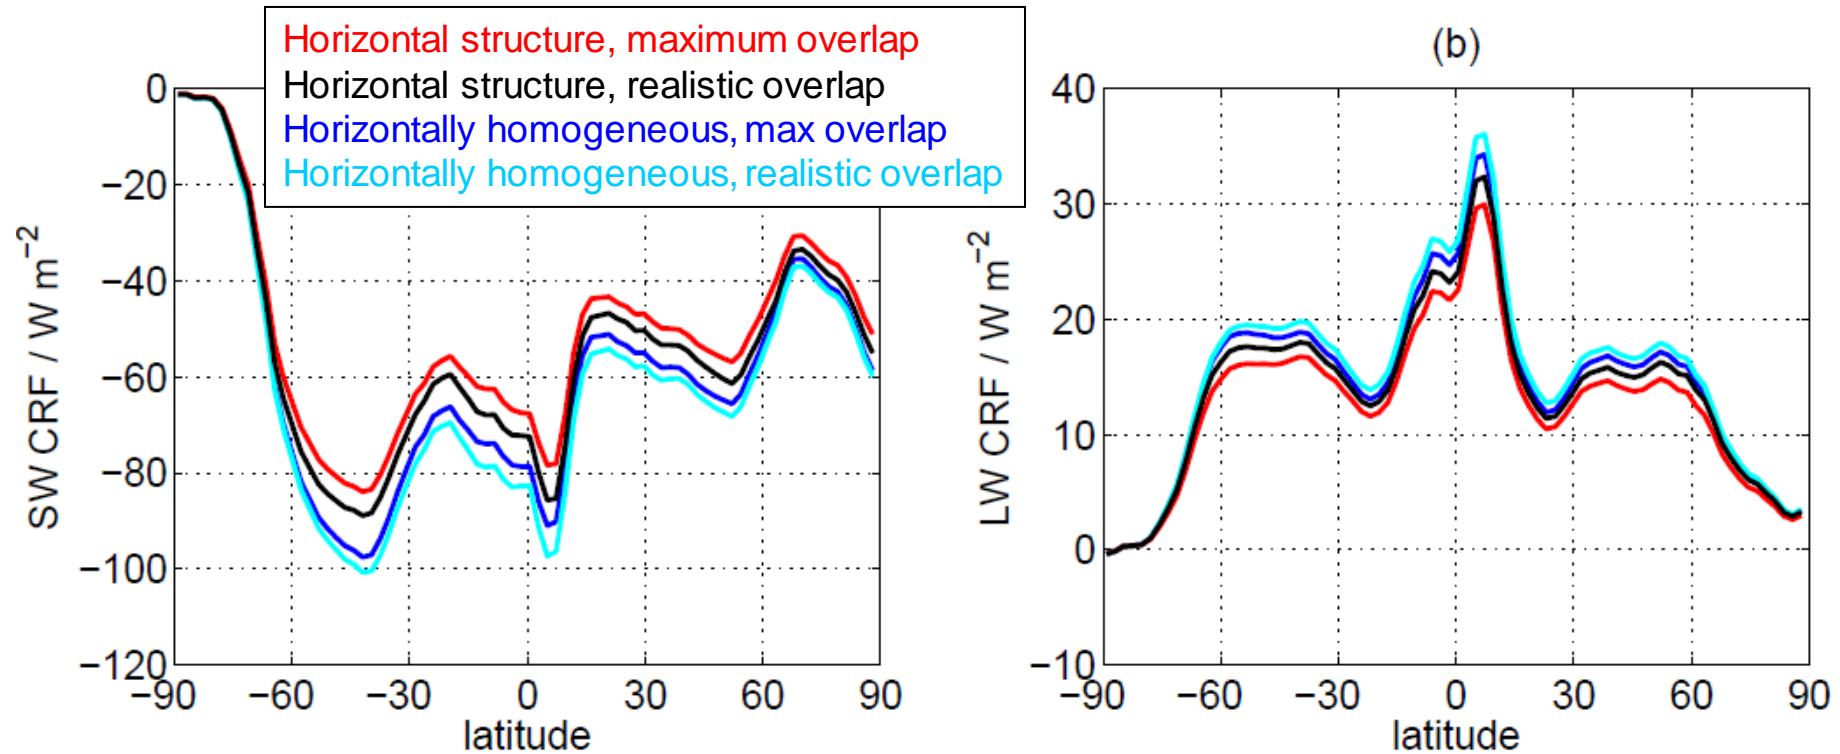 Horizontal structure, maximum overlap
Horizontal structure, realistic overlap
Horizontally homogeneous, max overlap
Horizontally homogeneous, realistic overlap
0
−20
−40
−60
−80
−100
−120
−90 −60 −30 0 30 60 90
latitude
SW CRF / W m⁻²
(b)
40
30
20
10
0
−10
−90 −60 −30 0 30 60 90
latitude
LW CRF / W m⁻²